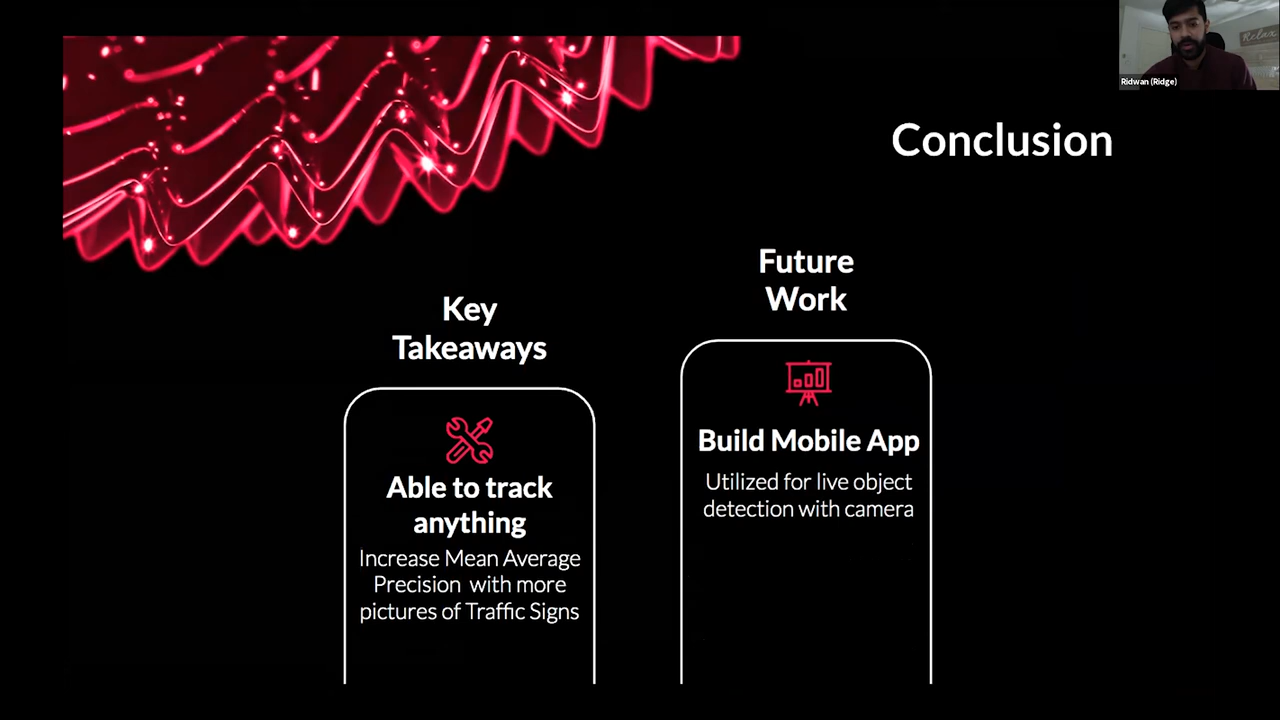 Relax
Ridwan (Ridge)
Conclusion
Key
Takeaways
Able to track
anything
Increase Mean Average
Precision with more
pictures of Traffic Signs
Future
Work
Build Mobile App
Utilized for live object
detection with camera